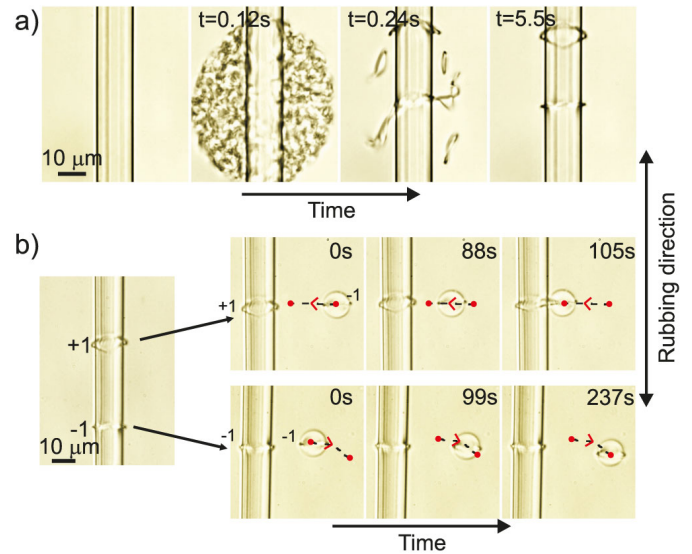 a)
t=0.12s
t=0.24s
t=5.5s
10 μm
Time
Rubbing direction
b)
0s
88s
105s
+1
-1
+1
-1
10 μm
0s
99s
237s
-1
-1
Time